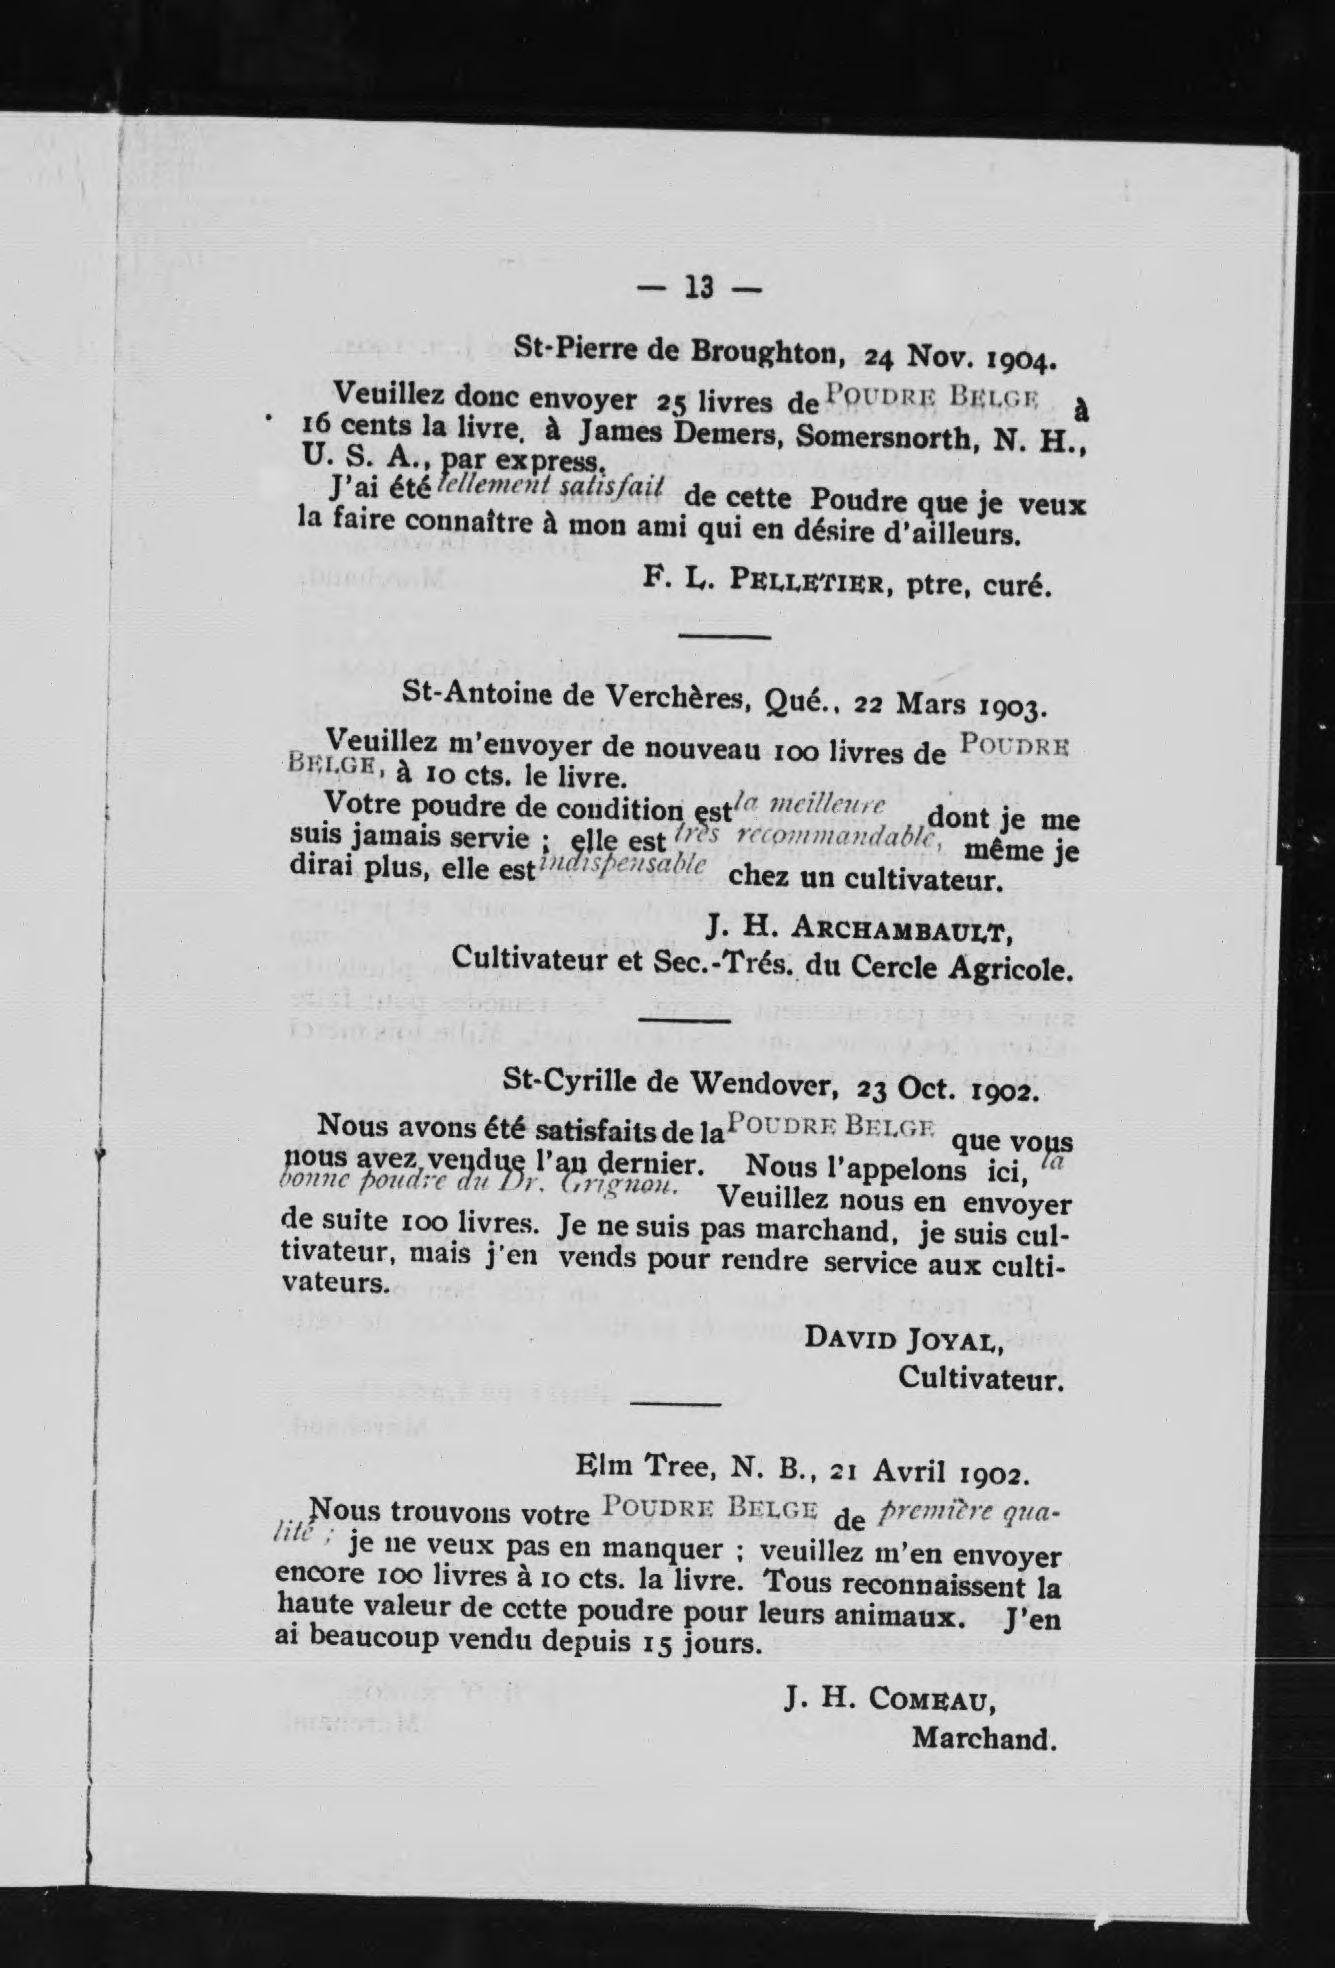 — 13 —
St-Pierre de Broughton, 24 Nov. 1904.
Veuillez donc envoyer 25 livres de POUDRE BELGE à
16 cents la livre. à James Demers, Somersnorth, N. H.,
U. S. A., par express.
J'ai été tellement satisfait de cette Poudre que je veux
la faire connaître à mon ami qui en désire d'ailleurs.
F. L. PELLETIER, ptre, curé.
St-Antoine de Verchères, Qué., 22 Mars 1903.
Veuillez m'envoyer de nouveau 100 livres de POUDRE
BELGE, à 10 cts. le livre.
Votre poudre de condition est la meilleure dont je me
suis jamais servie ; elle est très recommandable, même je
dirai plus, elle est indispensable chez un cultivateur.
J. H. ARCHAMBAULT,
Cultivateur et Sec.-Trés. du Cercle Agricole.
St-Cyrille de Wendover, 23 Oct. 1902.
Nous avons été satisfaits de la POUDRE BELGE que vous
nous avez vendue l'an dernier. Nous l'appelons ici, la
bonne poudre du Dr. Grignon. Veuillez nous en envoyer
de suite 100 livres. Je ne suis pas marchand, je suis cul-
tivateur, mais j'en vends pour rendre service aux culti-
vateurs.
DAVID JOYAL,
Cultivateur.
Elm Tree, N. B., 21 Avril 1902.
Nous trouvons votre POUDRE BELGE de première qua-
lité ; je ne veux pas en manquer ; veuillez m'en envoyer
encore 100 livres à 10 cts. la livre. Tous reconnaissent la
haute valeur de cctte poudre pour leurs animaux. J'en
ai beaucoup vendu depuis 15 jours.
J. H. COMEAU,
Marchand.